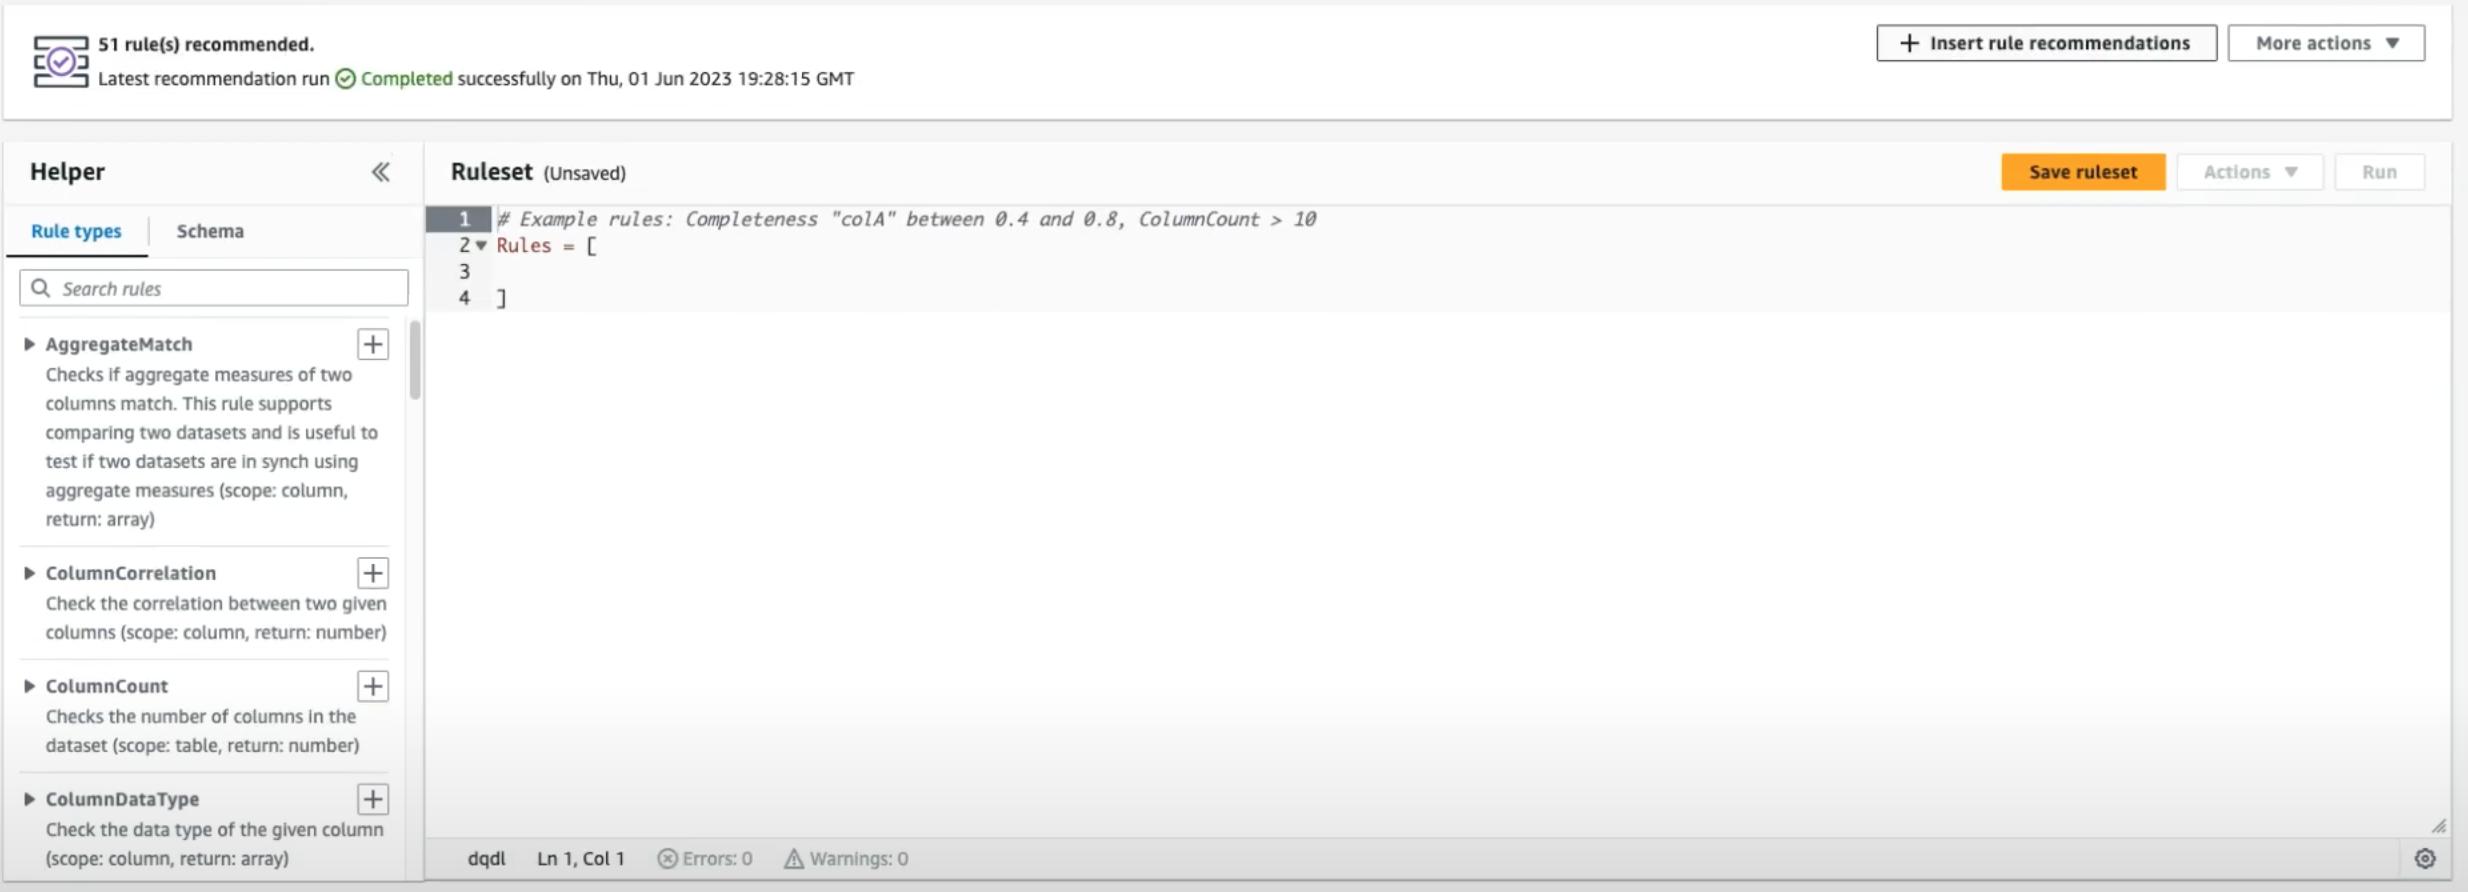 51 rule(s) recommended.
Latest recommendation run Completed successfully on Thu, 01 Jun 2023 19:28:15 GMT
Insert rule recommendations
More actions
Helper
Rule types
Schema
Search rules
AggregateMatch
Checks if aggregate measures of two
columns match. This rule supports
comparing two datasets and is useful to
test if two datasets are in synch using
aggregate measures (scope: column,
return: array)
ColumnCorrelation
Check the correlation between two given
columns (scope: column, return: number)
ColumnCount
Checks the number of columns in the
dataset (scope: table, return: number)
ColumnDataType
Check the data type of the given column
(scope: column, return: array)
Ruleset (Unsaved)
Save ruleset
Actions
Run
1 # Example rules: Completeness "colA" between 0.4 and 0.8, ColumnCount > 10
2 Rules = [
3
4 ]
dqdl Ln 1, Col 1 Errors: 0 Warnings: 0